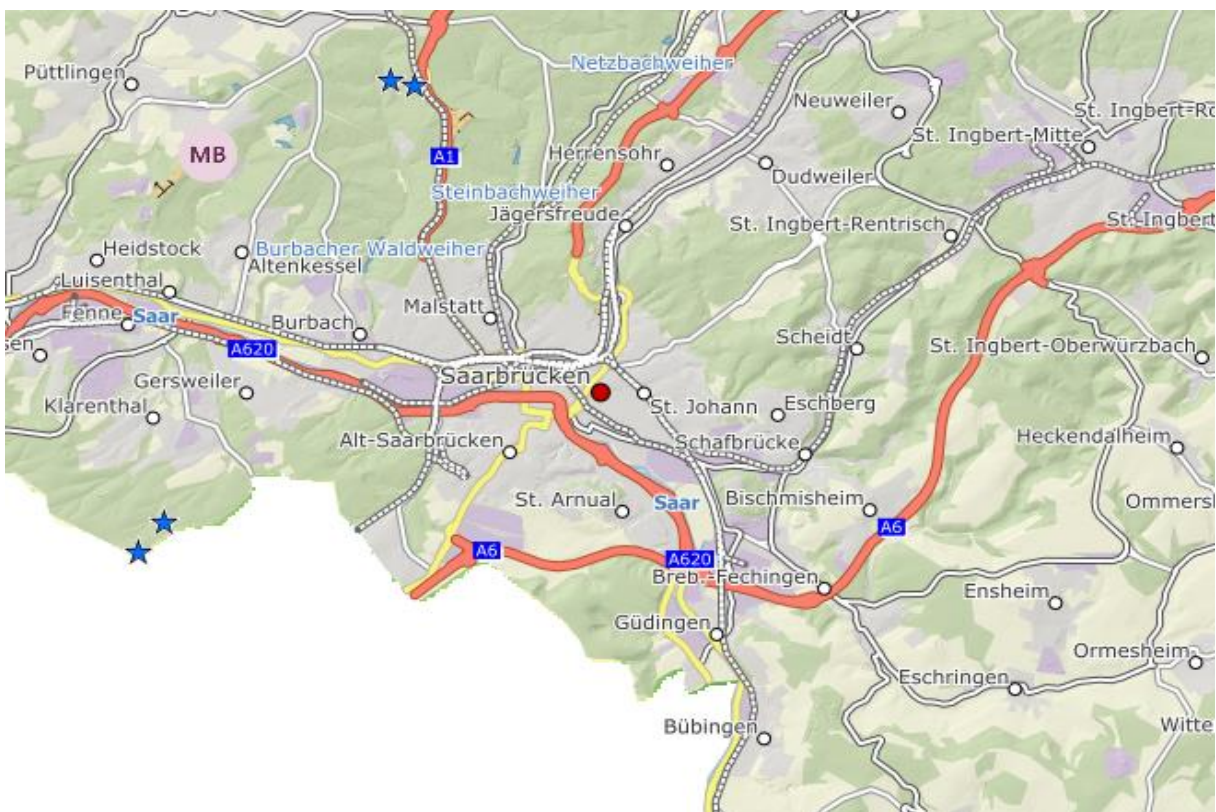 Püttlingen
Netzbachweiher
Neuweiler
St. Ingbert-Ro
St. Ingbert-Mitte
MB
A1
Herrensohr
Dudweiler
Steinbachweiher
Jägersfreude
St. Ingbert-Rentrisch
St. Ingbert
Heidstock
Burbacher Waldweiher
Altenkessel
Luisenthal
Malstatt
Fenne
Saar
Burbach
Scheidt
sen
A620
St. Ingbert-Oberwürzbach
Gersweiler
Saarbrücken
Klarenthal
St. Johann
Eschberg
Alt-Saarbrücken
Schafbrücke
Heckendalheim
St. Arnual
Saar
Bischmisheim
Ommersh
A6
A6
A620
Breb.-Fechingen
Ensheim
Güdingen
Ormesheim
Eschringen
Bübingen
Witte